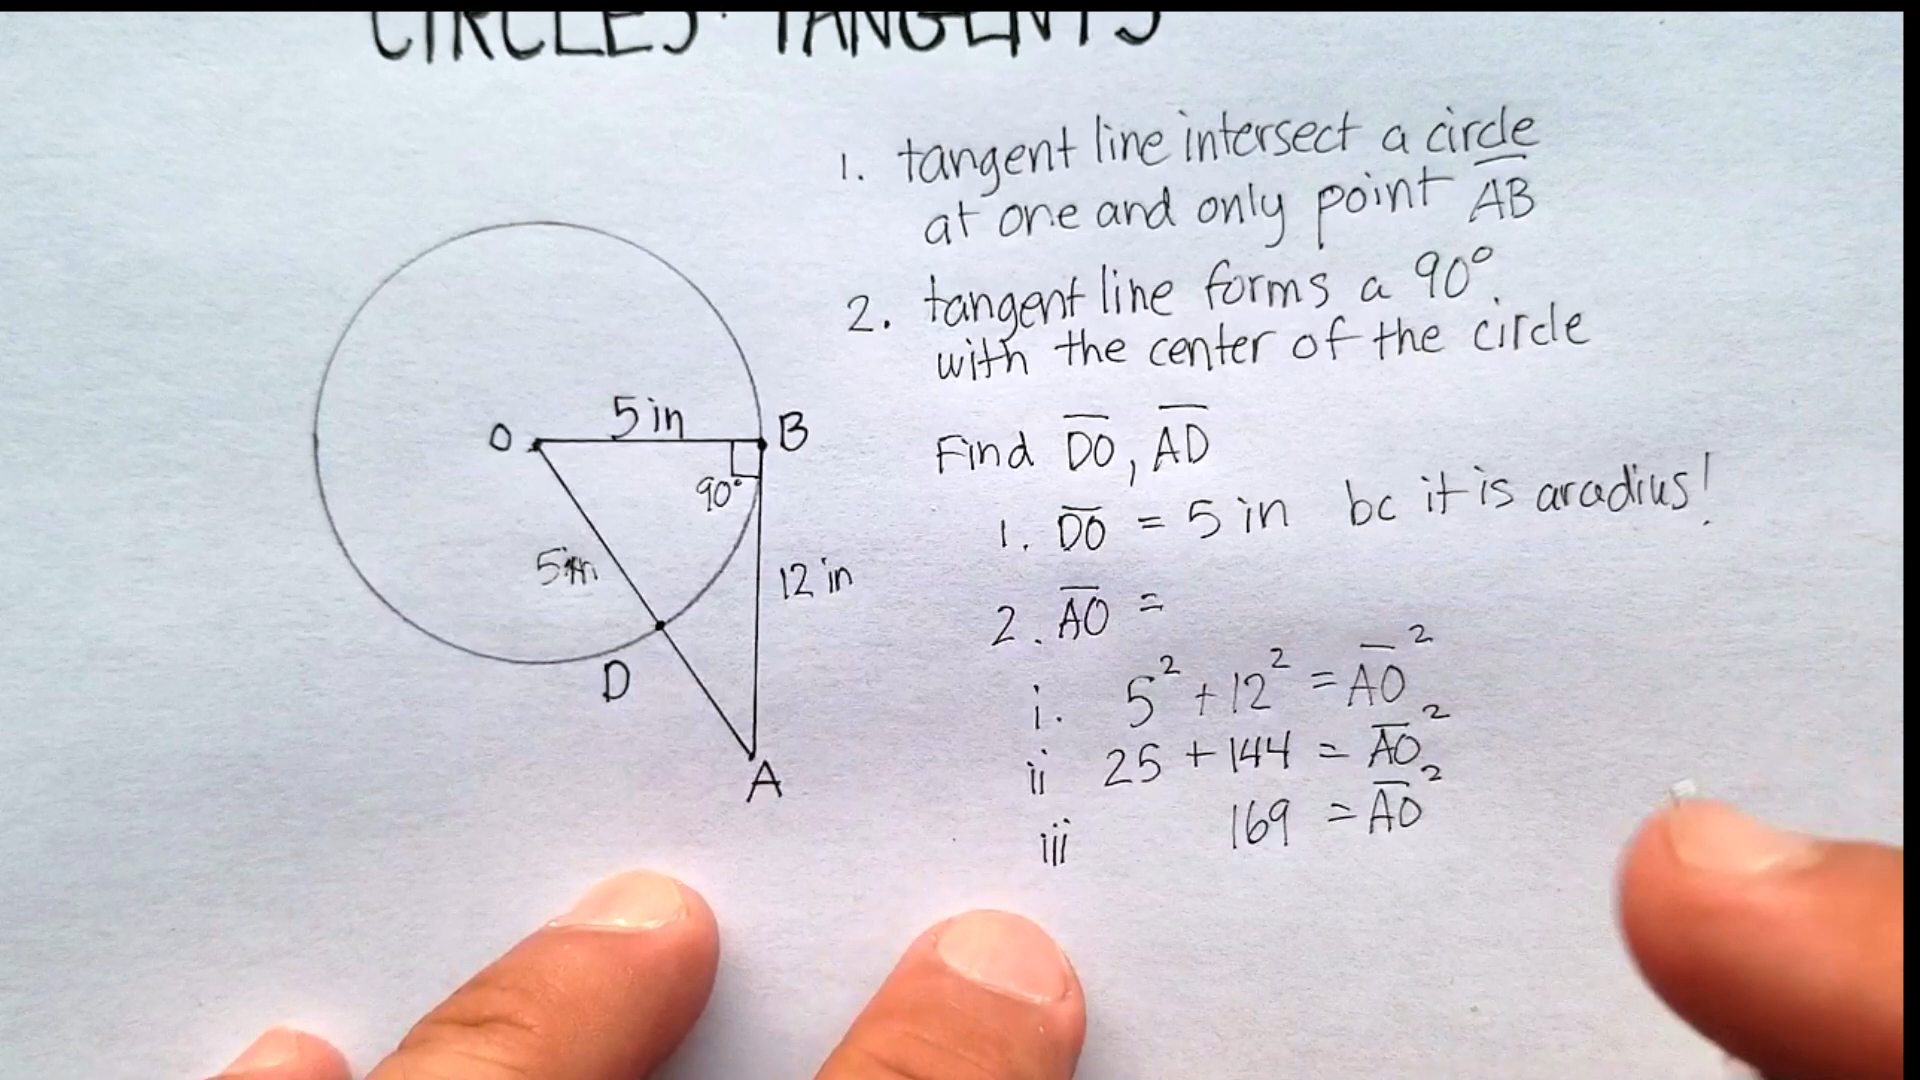 CIRCLES: TANGENTS
1. tangent line intersect a circle
at one and only point AB
2. tangent line forms a 90°
with the center of the circle
O 5 in B
90°
5in
12 in
D
A
Find DO, AD
1. DO = 5 in bc it is a radius!
2. AO =
i. 5² + 12² = AO²
ii 25 + 144 = AO²
iii 169 = AO²